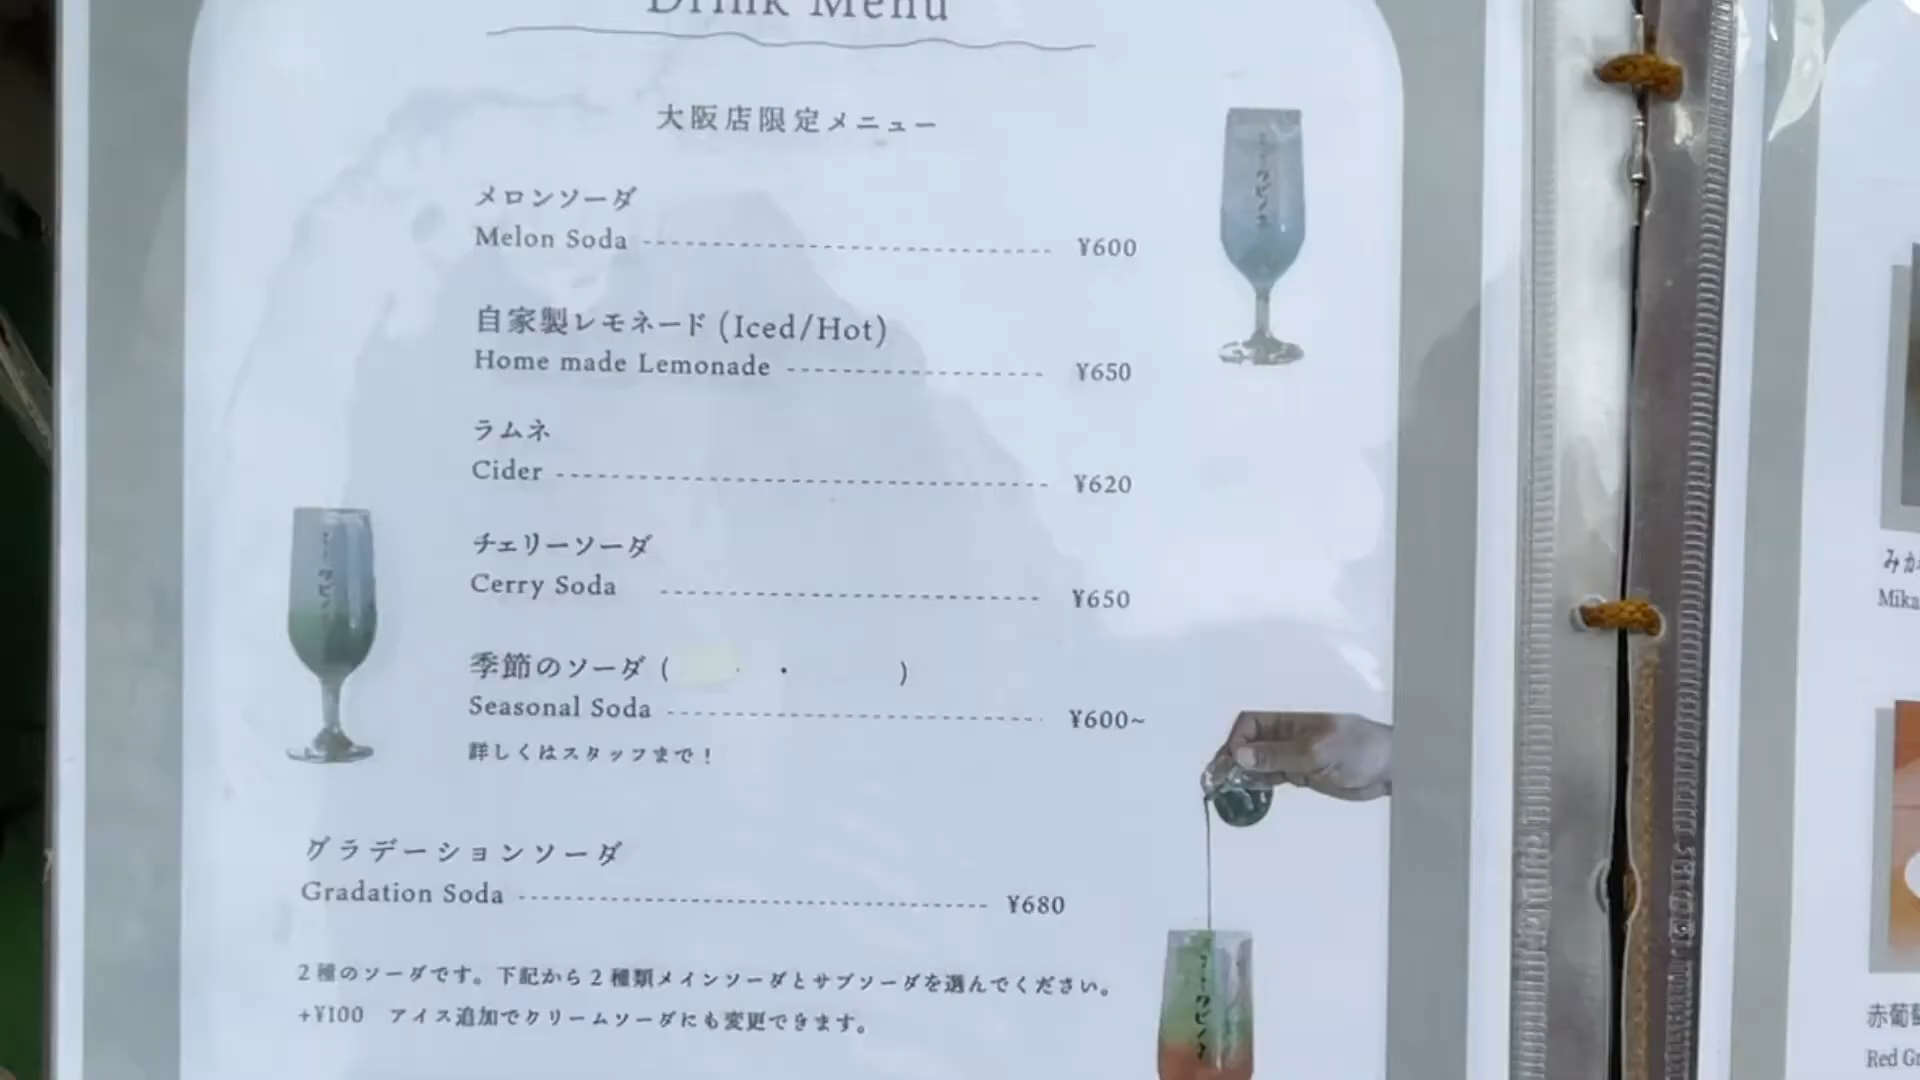 Drink Menu
大阪店限定メニュー
メロンソーダ
Melon Soda ¥600
自家製レモネード (Iced/Hot)
Home made Lemonade ¥650
ラムネ
Cider ¥620
チェリーソーダ
Cerry Soda ¥650
季節のソーダ ( ・ )
Seasonal Soda ¥600~
詳しくはスタッフまで！
グラデーションソーダ
Gradation Soda ¥680
2種のソーダです。下記から2種類メインソーダとサブソーダを選んでください。
+¥100 アイス追加でクリームソーダにも変更できます。
Mika
Red Gr